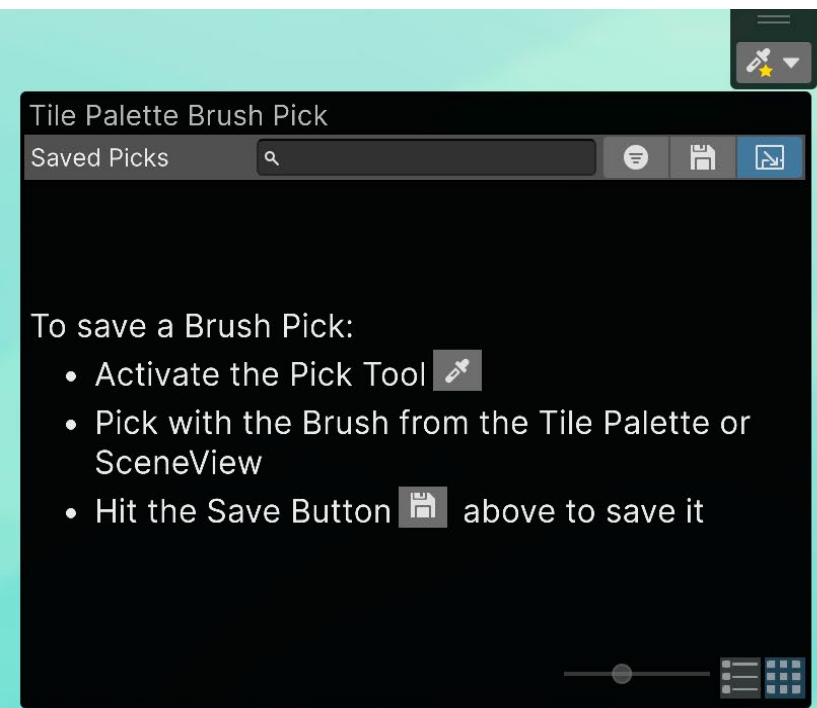 Tile Palette Brush Pick
Saved Picks
To save a Brush Pick:
• Activate the Pick Tool
• Pick with the Brush from the Tile Palette or
SceneView
• Hit the Save Button above to save it